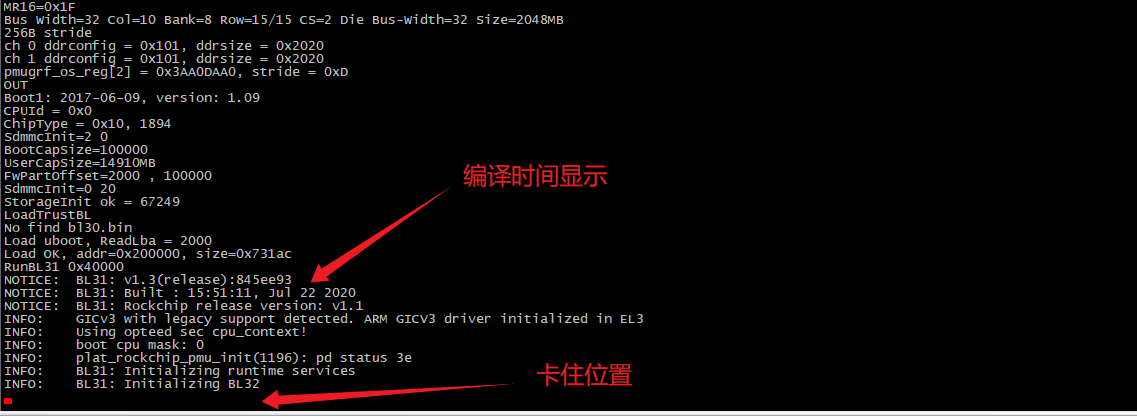 MR16=0x1F
Bus Width=32 Col=10 Bank=8 Row=15/15 CS=2 Die Bus-Width=32 Size=2048MB
256B stride
ch 0 ddrconfig = 0x101, ddrsize = 0x2020
ch 1 ddrconfig = 0x101, ddrsize = 0x2020
pmugrf_os_reg[2] = 0x3AA0DAA0, stride = 0xD
OUT
Boot1: 2017-06-09, version: 1.09
CPUId = 0x0
ChipType = 0x10, 1894
SdmmcInit=2 0
BootCapSize=100000
UserCapSize=14910MB
FwPartOffset=2000 , 100000
编译时间显示
SdmmcInit=0 20
StorageInit ok = 67249
LoadTrustBL
No find bl30.bin
Load uboot, ReadLba = 2000
Load OK, addr=0x200000, size=0x731ac
RunBL31 0x40000
NOTICE:  BL31: v1.3(release):845ee93
NOTICE:  BL31: Built : 15:51:11, Jul 22 2020
NOTICE:  BL31: Rockchip release version: v1.1
INFO:    GICv3 with legacy support detected. ARM GICV3 driver initialized in EL3
INFO:    Using opteed sec cpu_context!
INFO:    boot cpu mask: 0
INFO:    plat_rockchip_pmu_init(1196): pd status 3e
INFO:    BL31: Initializing runtime services
INFO:    BL31: Initializing BL32
卡住位置